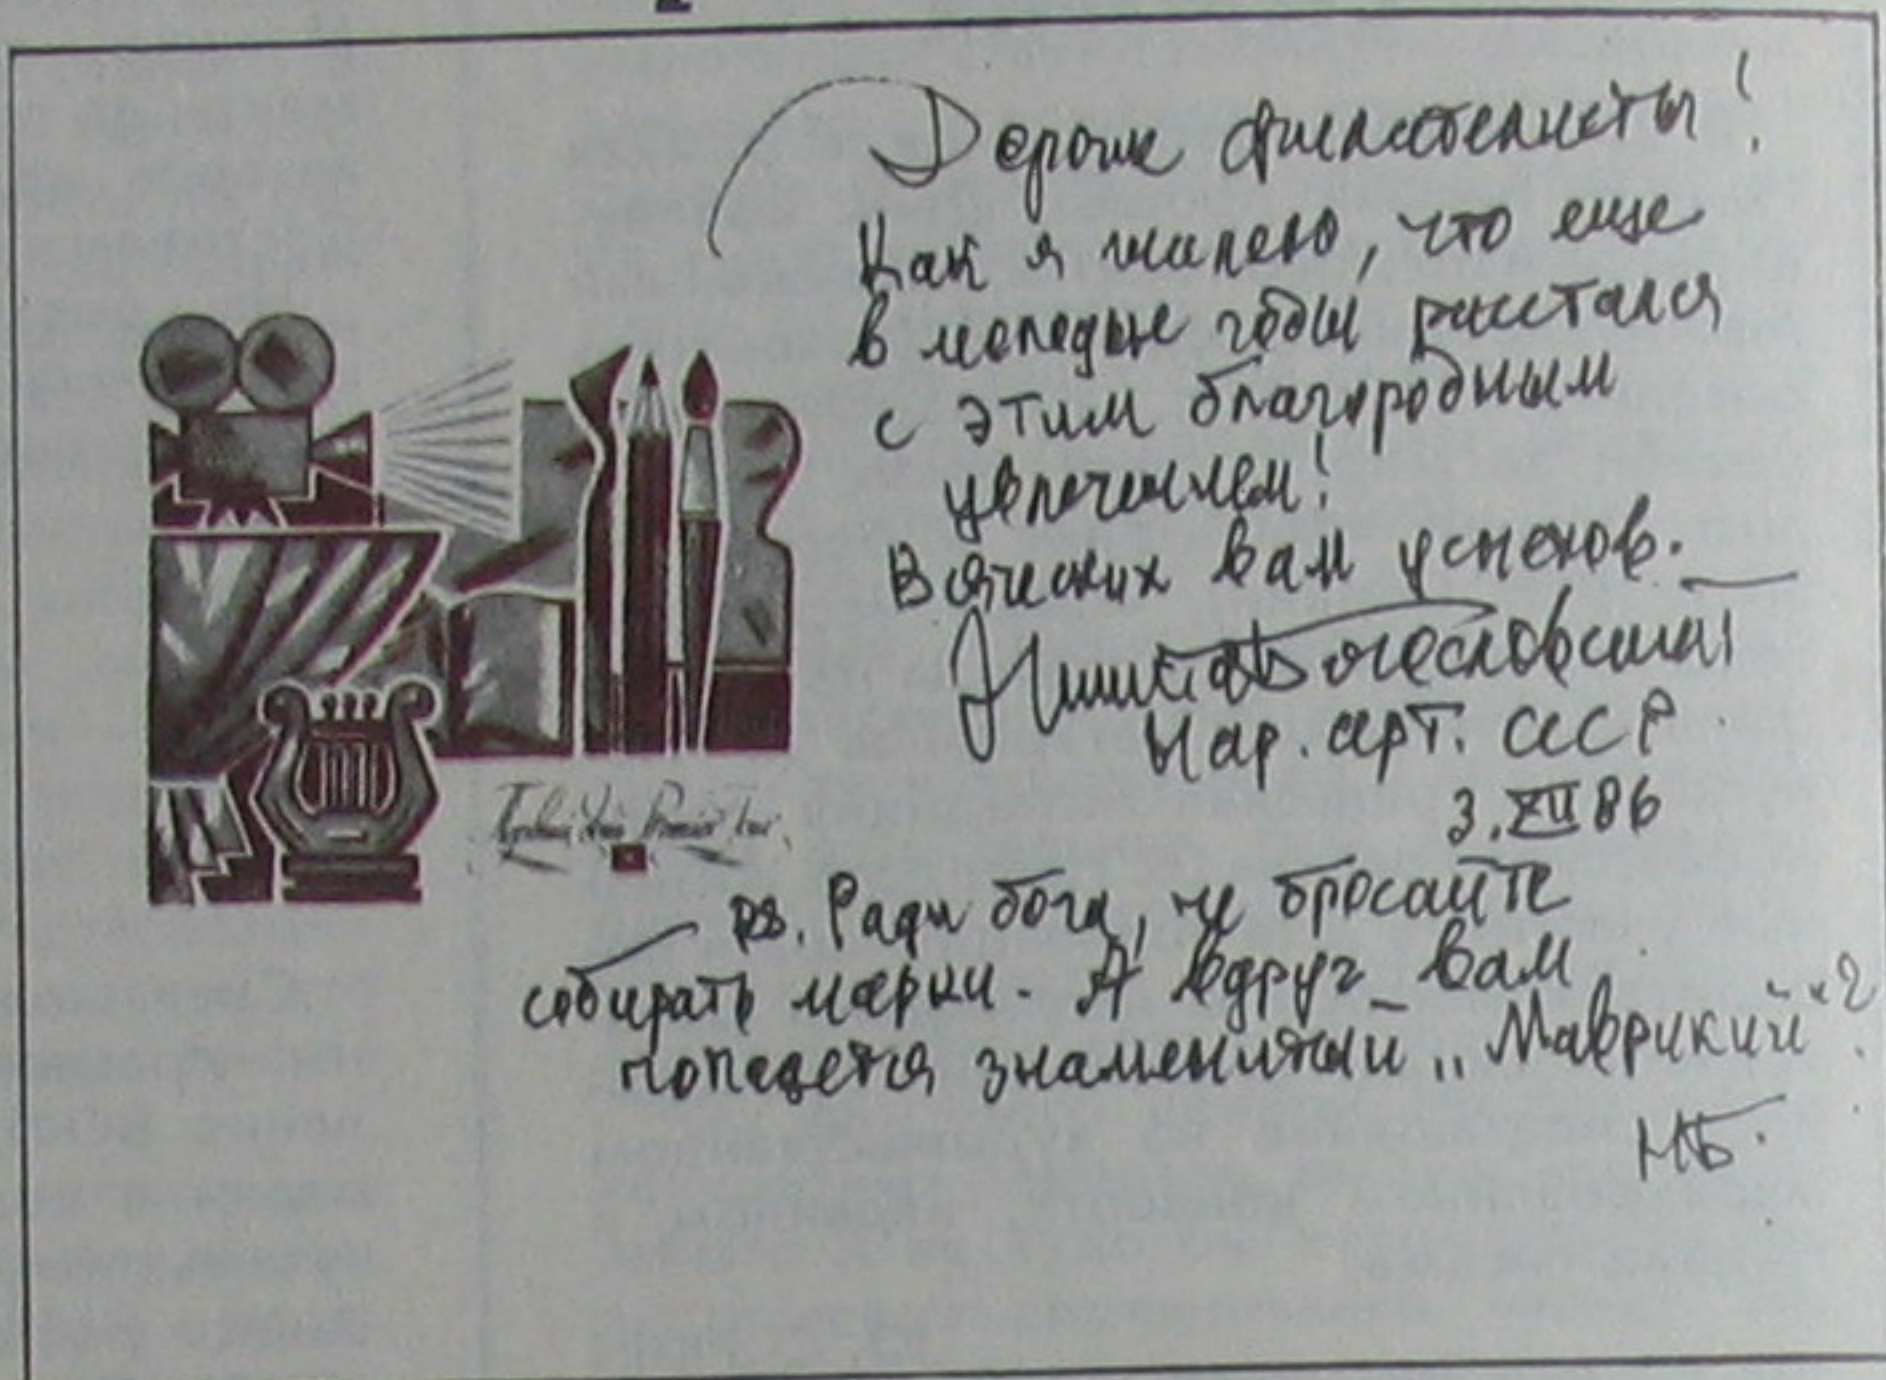 Дорогие филателисты!
Как я жалею, что еще
в молодые годы расстался
с этим благородным
увлечением!
Всяческих вам успехов.
Никита Богословский
Нар. арт. СССР
3.XII 86
PS. Ради бога, не бросайте
собирать марки. А вдруг вам
попадется знаменитый „Маврикий“?
НБ.